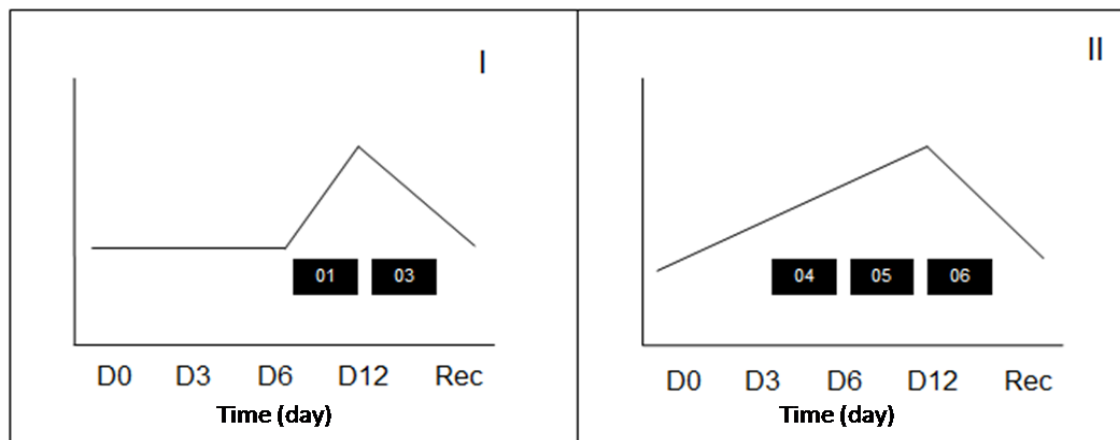 I
01 03
D0 D3 D6 D12 Rec
Time (day)
II
04 05 06
D0 D3 D6 D12 Rec
Time (day)